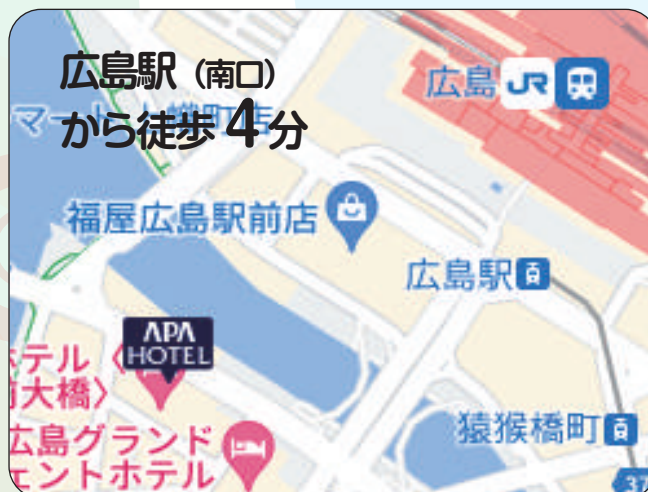 広島駅 (南口)
から徒歩4分
広島 JR
福屋広島駅前店
広島駅
APA
HOTEL
テル
大橋〉
猿猴橋町
広島グランド
ェントホテル
37